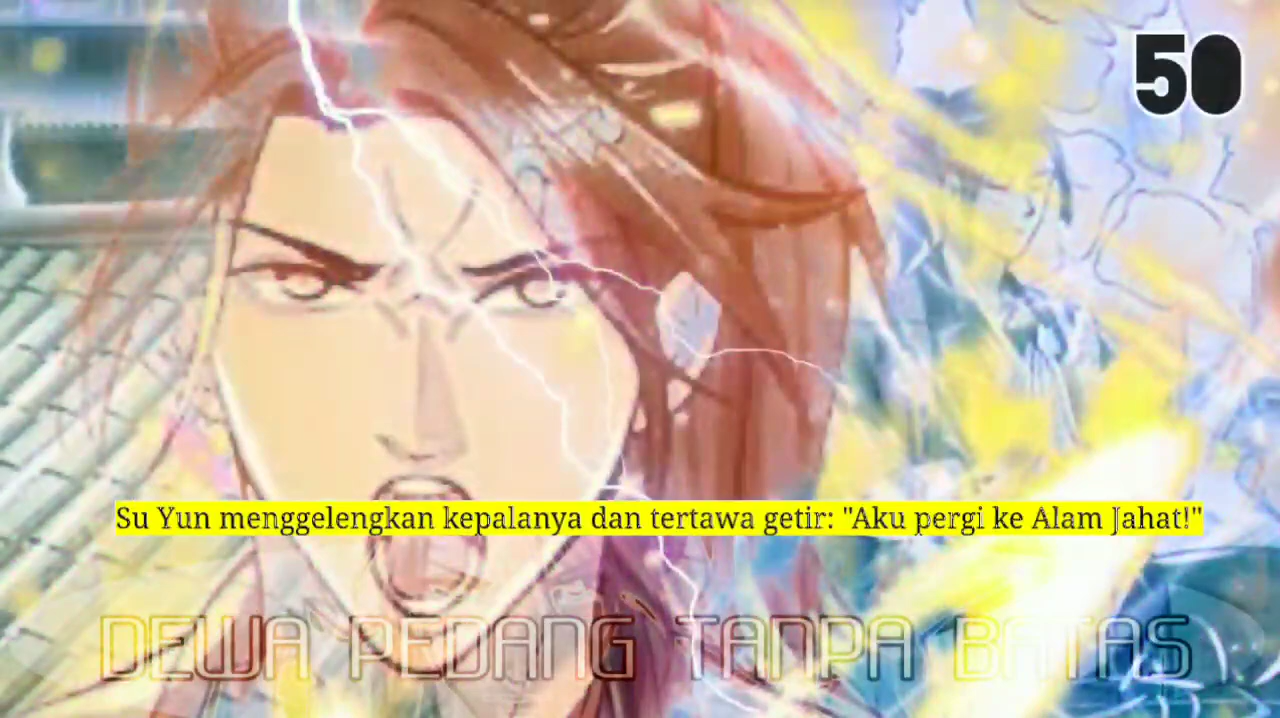 50
Su Yun menggelengkan kepalanya dan tertawa getir: "Aku pergi ke Alam Jahat!"
DEWA PEDANG TANPA BATAS